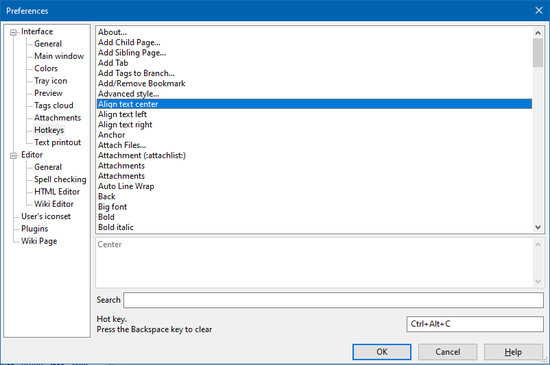 Preferences
Interface
General
Main window
Colors
Tray icon
Preview
Tags cloud
Attachments
Hotkeys
Text printout
Editor
General
Spell checking
HTML Editor
Wiki Editor
User's iconset
Plugins
Wiki Page
About...
Add Child Page...
Add Sibling Page...
Add Tab
Add Tags to Branch...
Add/Remove Bookmark
Advanced style...
Align text center
Align text left
Align text right
Anchor
Attach Files...
Attachment (:attachlist:)
Attachments
Attachments
Auto Line Wrap
Back
Big font
Bold
Bold italic
Center
Search
Hot key.
Press the Backspace key to clear
Ctrl+Alt+C
OK
Cancel
Help